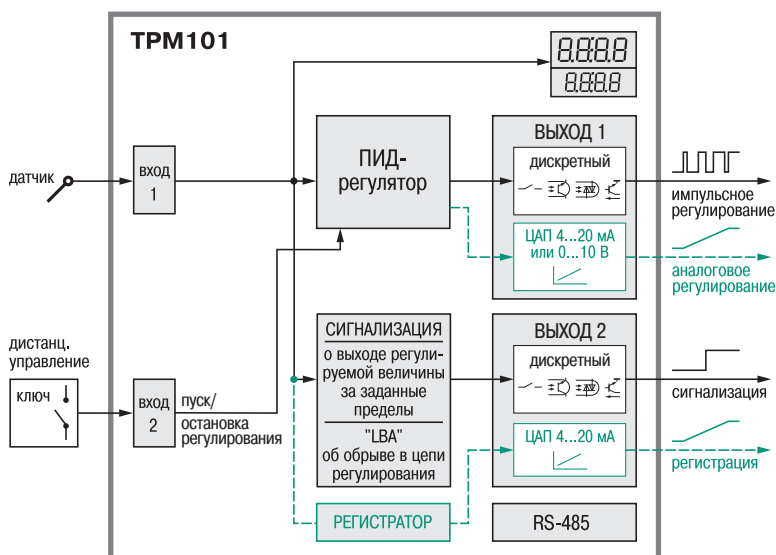 ТРМ101
8.8.8.8
8.8.8.8
датчик
вход
1
ПИД-
регулятор
ВЫХОД 1
дискретный
импульсное
регулирование
ЦАП 4...20 мА
или 0...10 В
аналоговое
регулирование
дистанц.
управление
ключ
вход
2
пуск/
остановка
регулирования
СИГНАЛИЗАЦИЯ
о выходе регули-
руемой величины
за заданные
пределы
"LBA"
об обрыве в цепи
регулирования
ВЫХОД 2
дискретный
сигнализация
ЦАП 4...20 мА
регистрация
РЕГИСТРАТОР
RS-485